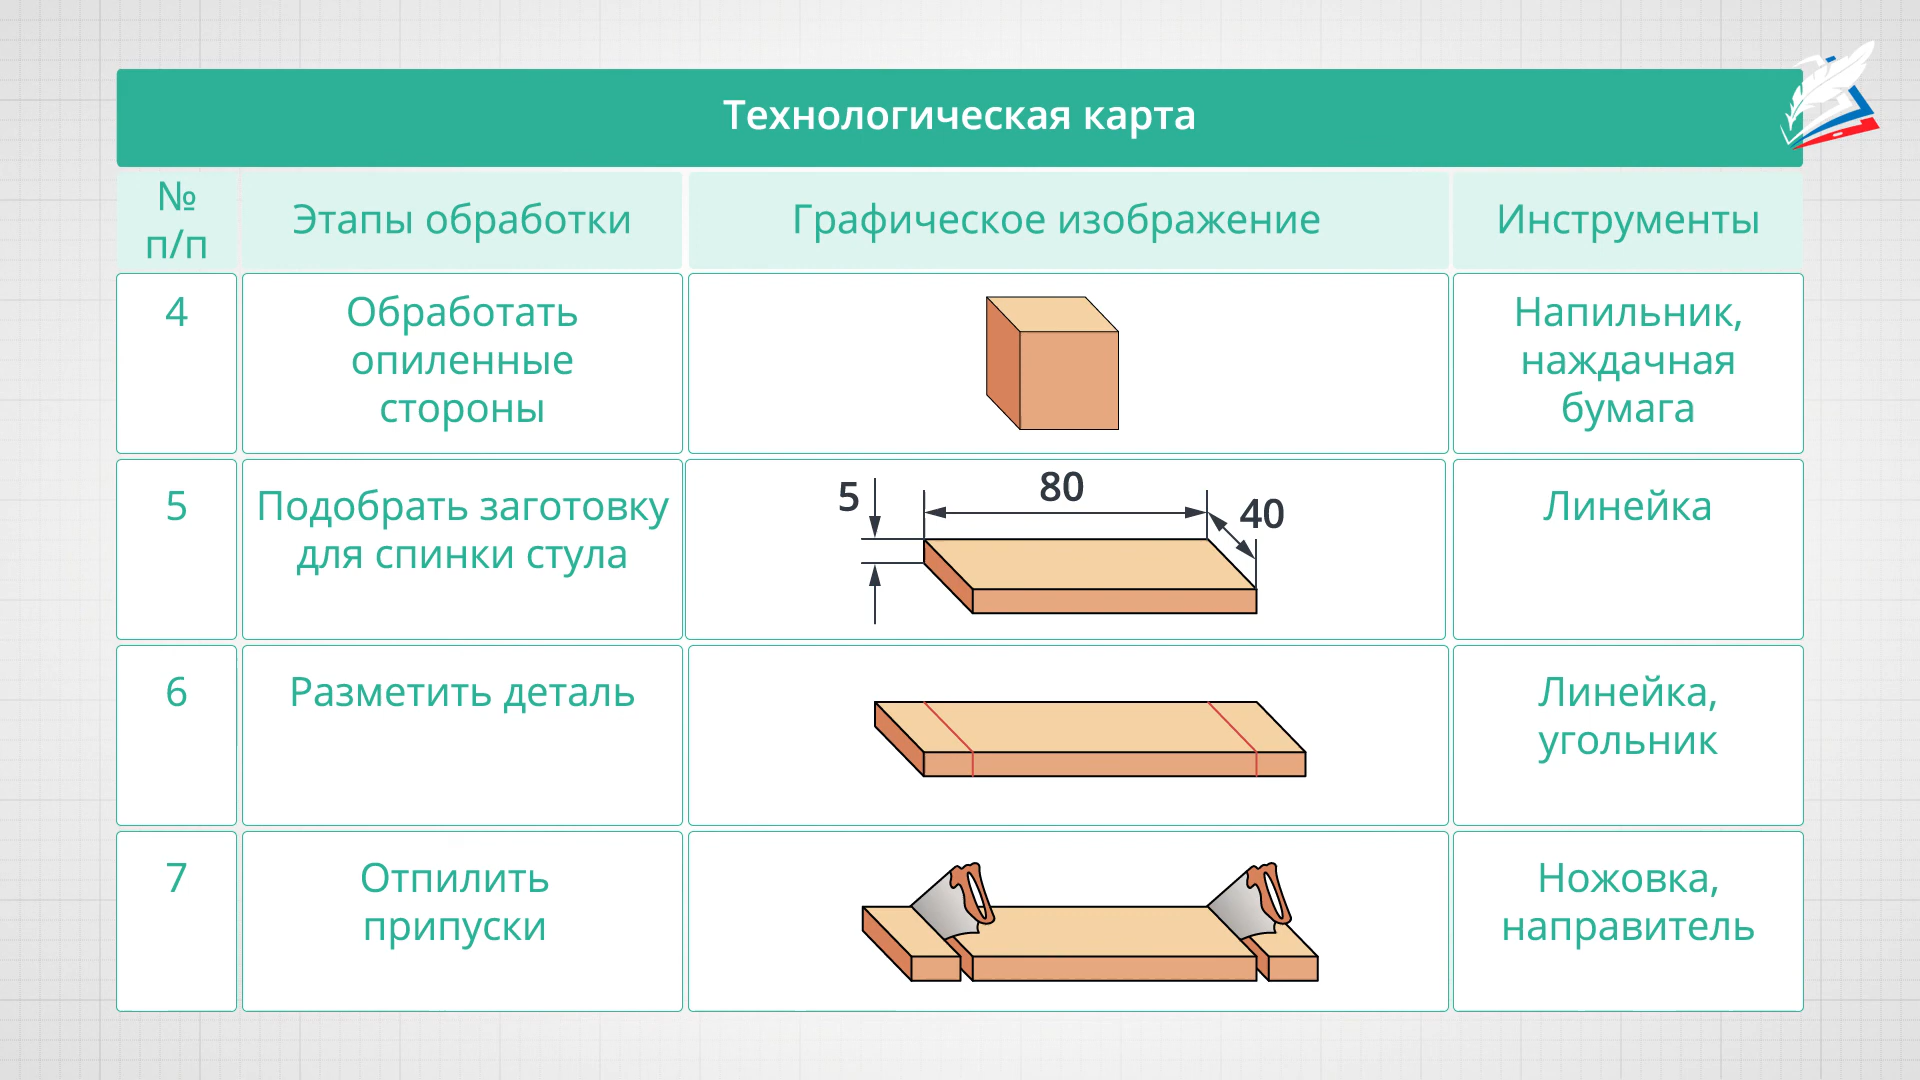 Технологическая карта
№
п/п
Этапы обработки
Графическое изображение
Инструменты
4
Обработать
опиленные
стороны
Напильник,
наждачная
бумага
5
Подобрать заготовку
для спинки стула
5
80
40
Линейка
6
Разметить деталь
Линейка,
угольник
7
Отпилить
припуски
Ножовка,
направитель